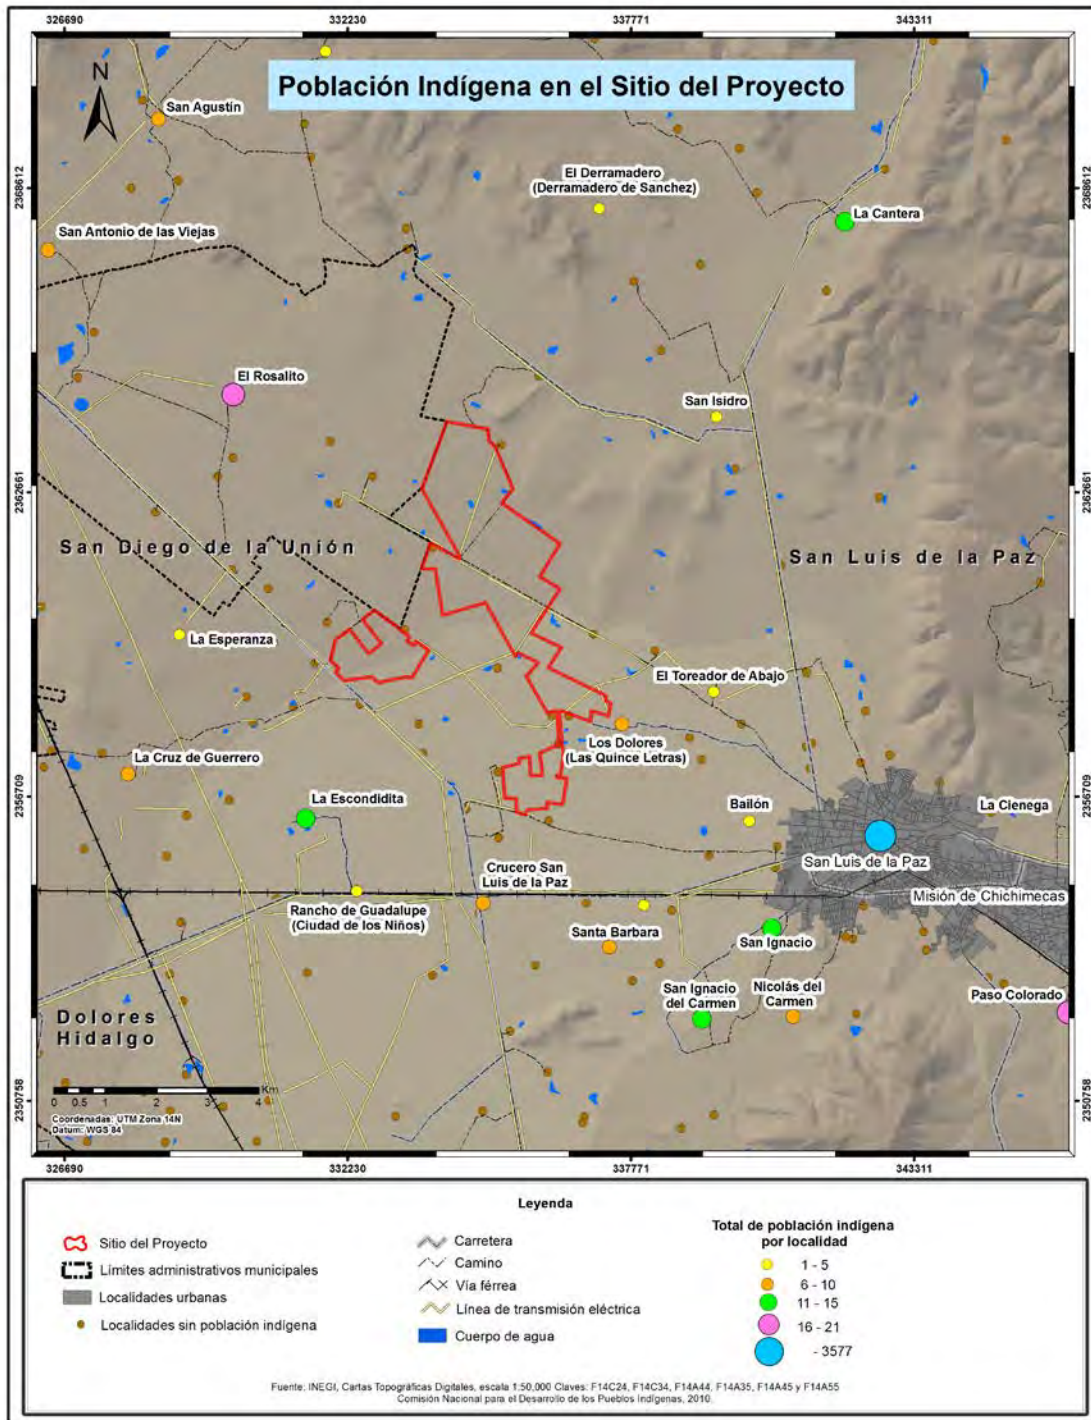 326690 332230 337771 343311
Población Indígena en el Sitio del Proyecto
N
San Agustín
2368612 2368612
El Derramadero
(Derramadero de Sanchez)
La Cantera
San Antonio de las Viejas
El Rosalito
San Isidro
2362661 2362661
San Diego de la Unión
San Luis de la Paz
La Esperanza
El Toreador de Abajo
Los Dolores
(Las Quince Letras)
La Cruz de Guerrero
2356709 2356709
La Escondidita
Bailón
La Cienega
San Luis de la Paz
Crucero San
Luis de la Paz
Misión de Chichimecas
Rancho de Guadalupe
(Ciudad de los Niños)
Santa Barbara
San Ignacio
San Ignacio
del Carmen
Nicolás del
Carmen
Paso Colorado
Dolores
Hidalgo
2350758 2350758
Km
0 0.5 1 2 3 4
Coordenadas: UTM Zona 14N
Datum: WGS 84
326690 332230 337771 343311
Leyenda
Sitio del Proyecto
Límites administrativos municipales
Localidades urbanas
Localidades sin población indígena
Carretera
Camino
Vía férrea
Línea de transmisión eléctrica
Cuerpo de agua
Total de población indígena
por localidad
1 - 5
6 - 10
11 - 15
16 - 21
- 3577
Fuente: INEGI, Cartas Topográficas Digitales, escala 1:50,000 Claves: F14C24, F14C34, F14A44, F14A35, F14A45 y F14A55
Comisión Nacional para el Desarrollo de los Pueblos Indígenas, 2010